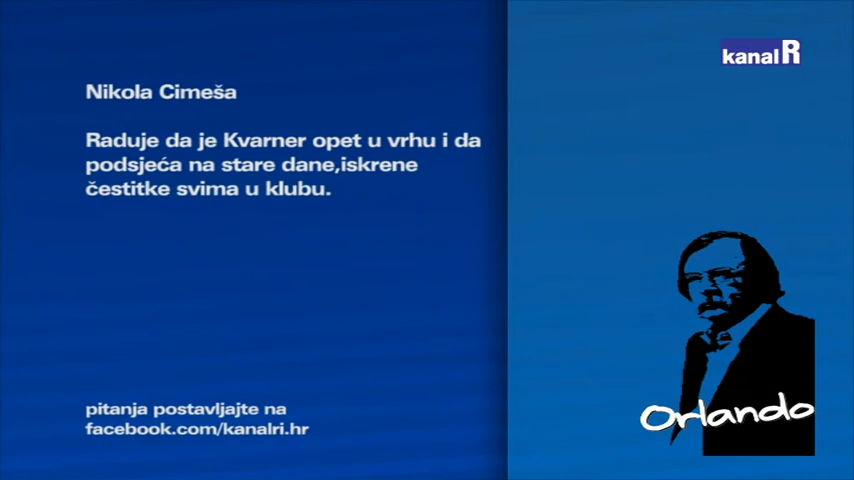 kanal R
Nikola Cimeša
Raduje da je Kvarner opet u vrhu i da
podsjeća na stare dane,iskrene
čestitke svima u klubu.
pitanja postavljajte na
facebook.com/kanalri.hr
Orlando